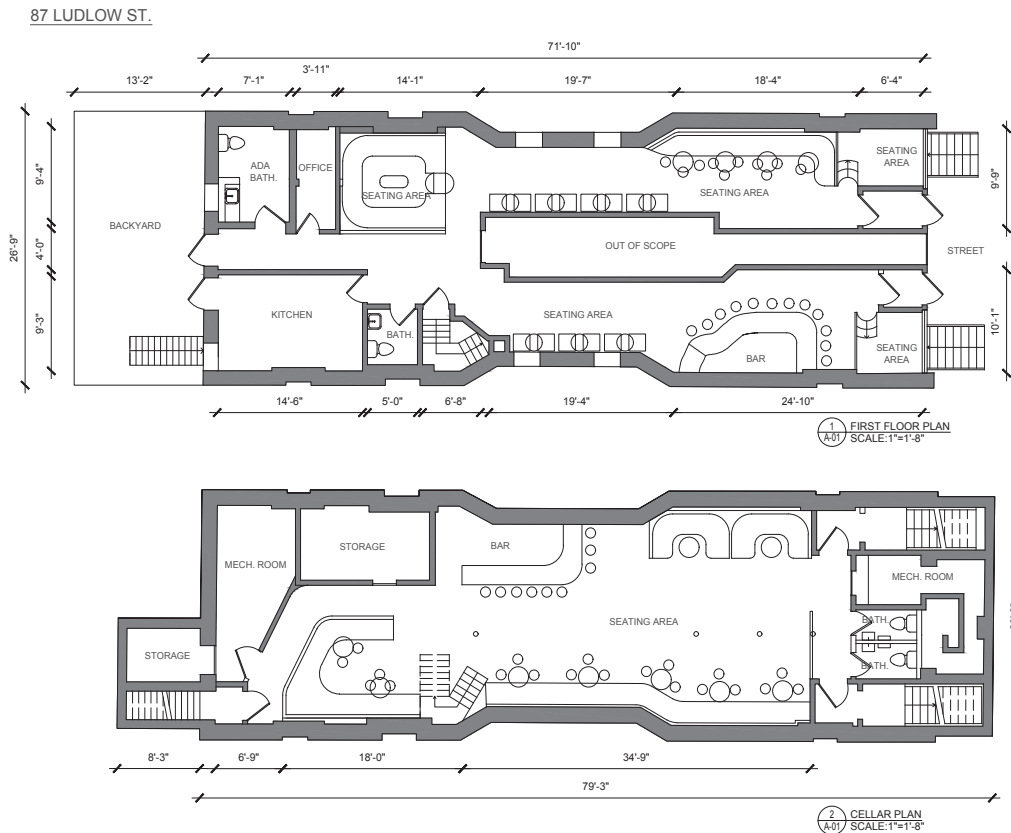 87 LUDLOW ST.
71'-10"
13'-2"
7'-1"
3'-11"
14'-1"
19'-7"
18'-4"
6'-4"
26'-9"
9'-4"
4'-0"
9'-3"
BACKYARD
ADA
BATH.
OFFICE
SEATING AREA
SEATING AREA
SEATING
AREA
9'-9"
OUT OF SCOPE
STREET
KITCHEN
BATH.
SEATING AREA
BAR
SEATING
AREA
10'-1"
14'-6"
5'-0"
6'-8"
19'-4"
24'-10"
1
A-01
FIRST FLOOR PLAN
SCALE:1"=1'-8"
MECH. ROOM
STORAGE
BAR
SEATING AREA
MECH. ROOM
BATH.
BATH.
STORAGE
8'-3"
6'-9"
18'-0"
34'-9"
79'-3"
2
A-01
CELLAR PLAN
SCALE:1"=1'-8"